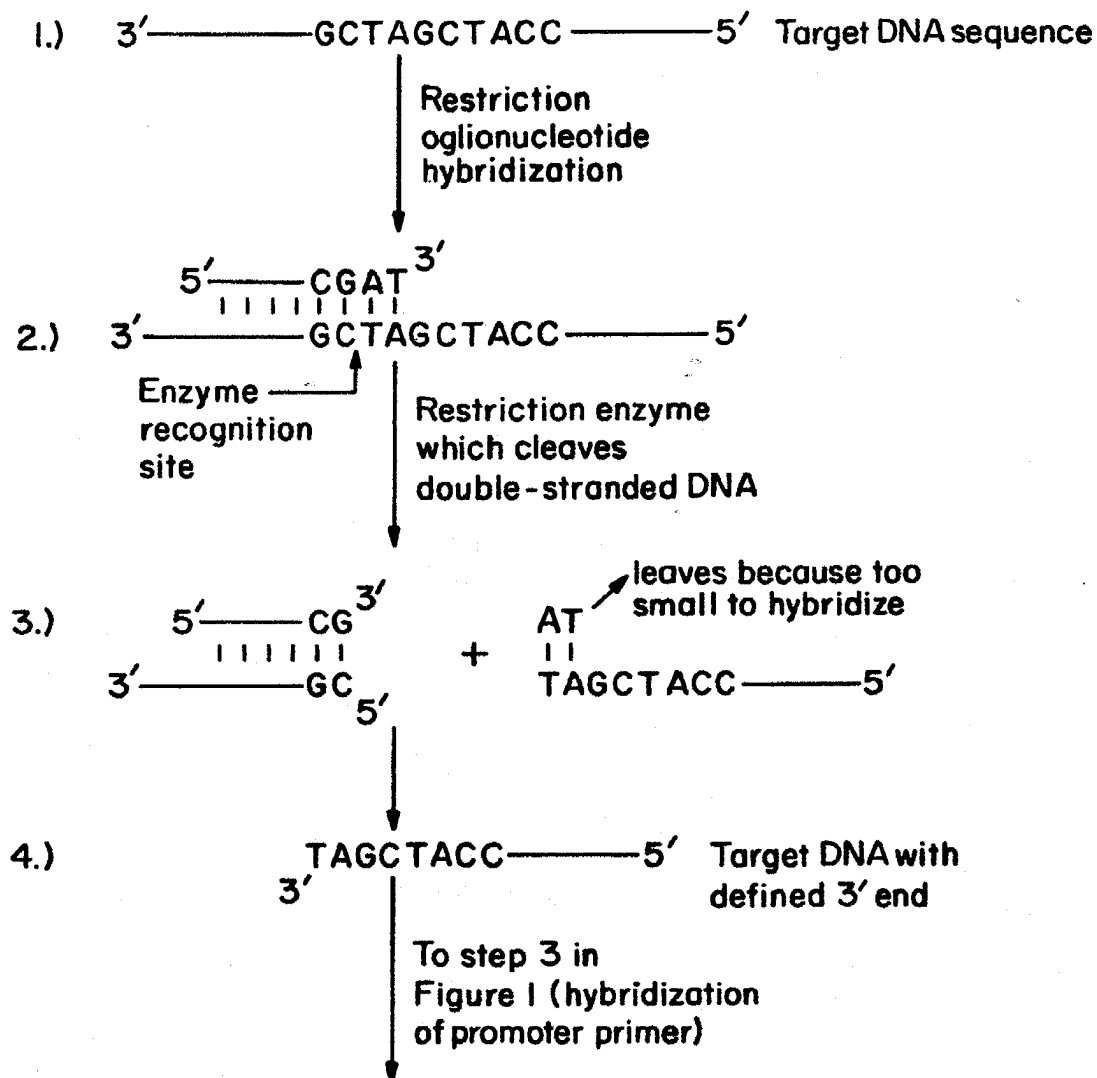 1.) 3′ GCTAGCTACC 5′ Target DNA sequence
Restriction
oglionucleotide
hybridization
5′ CGAT 3′
2.) 3′ GCTAGCTACC 5′
Enzyme
recognition
site
Restriction enzyme
which cleaves
double-stranded DNA
leaves because too
small to hybridize
3.) 5′ CG 3′ + AT
3′ GC 5′ TAGCTACC 5′
4.) 3′ TAGCTACC 5′ Target DNA with
defined 3′ end
To step 3 in
Figure 1 (hybridization
of promoter primer)